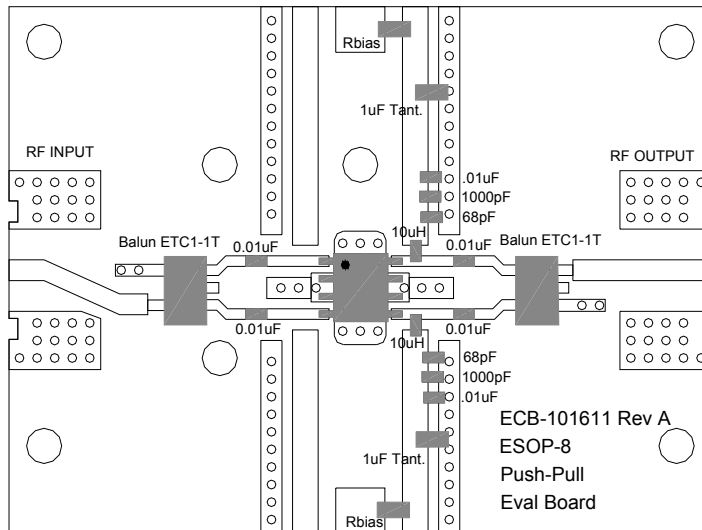 Rbias
1uF Tant.
RF INPUT
RF OUTPUT
.01uF
1000pF
68pF
Balun ETC1-1T
0.01uF
10uH
0.01uF
Balun ETC1-1T
0.01uF
10uH
0.01uF
68pF
1000pF
.01uF
1uF Tant.
Rbias
ECB-101611 Rev A
ESOP-8
Push-Pull
Eval Board